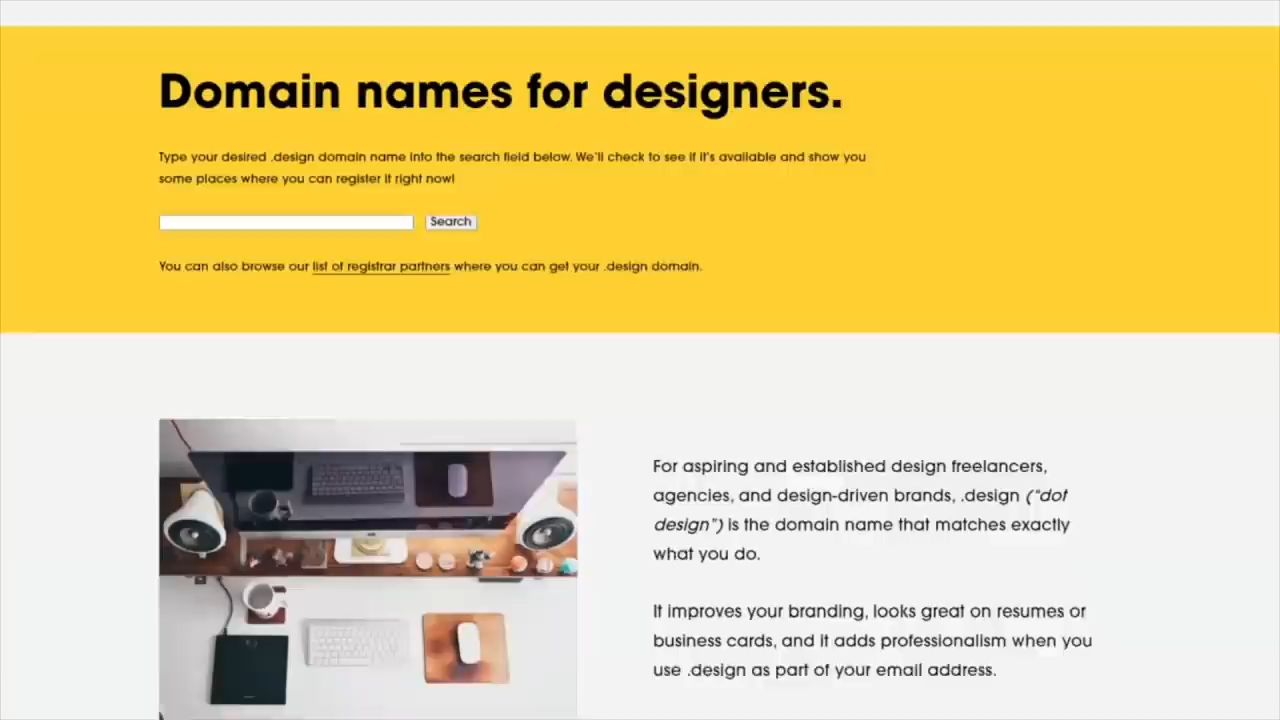 Domain names for designers.
Type your desired .design domain name into the search field below. We'll check to see if it's available and show you
some places where you can register it right now!
Search
You can also browse our list of registrar partners where you can get your .design domain.
For aspiring and established design freelancers,
agencies, and design-driven brands, .design (“dot
design”) is the domain name that matches exactly
what you do.
It improves your branding, looks great on resumes or
business cards, and it adds professionalism when you
use .design as part of your email address.